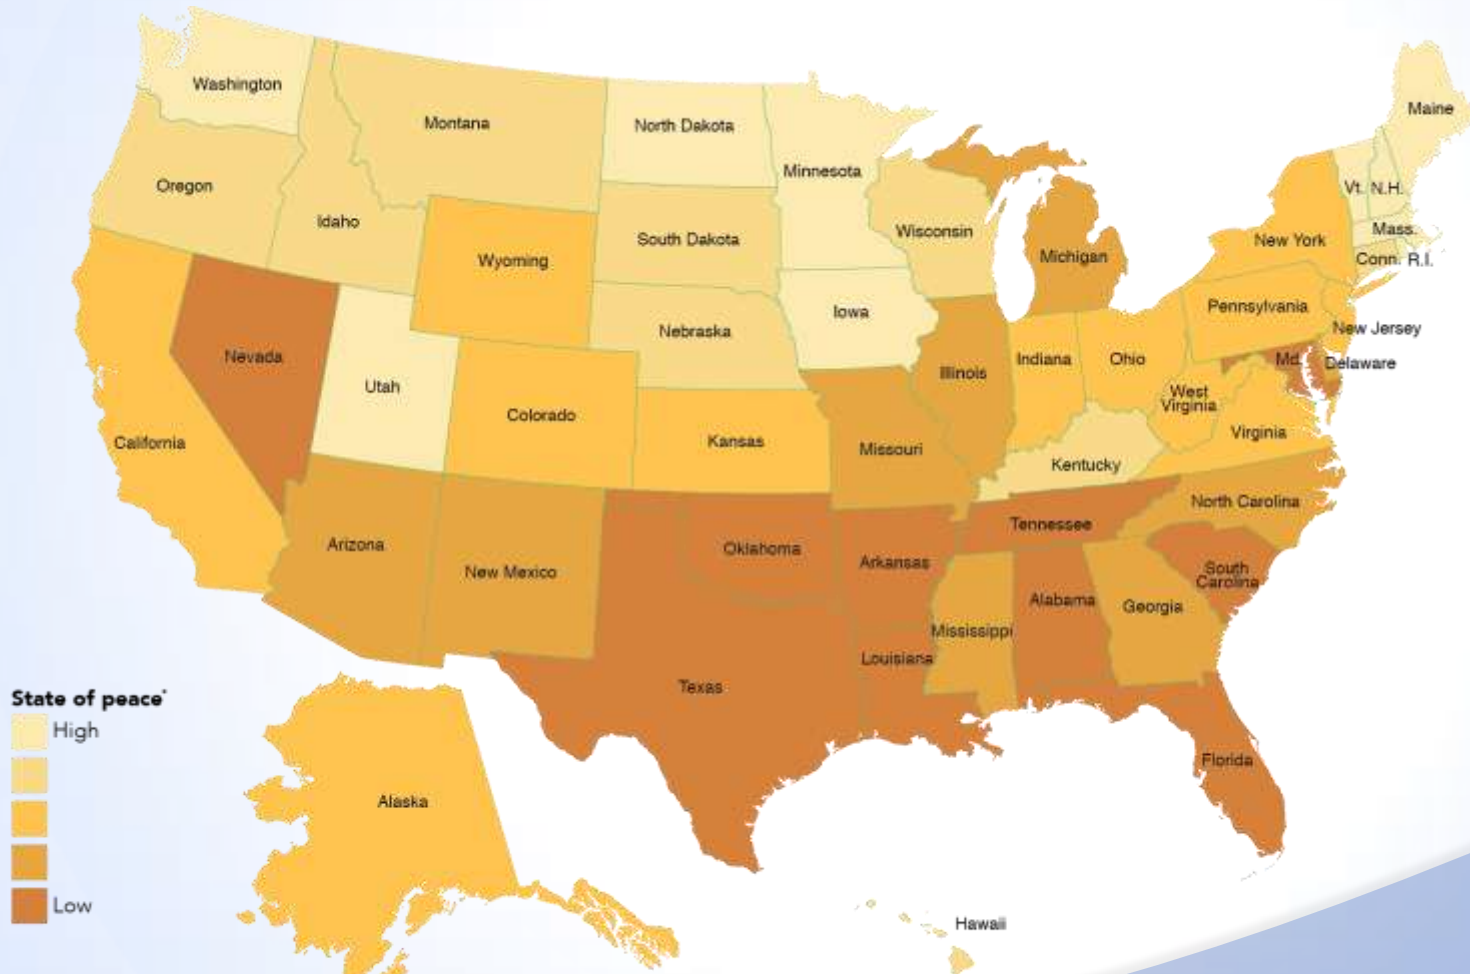 Washington
Montana
North Dakota
Minnesota
Maine
Oregon
Idaho
Wyoming
South Dakota
Wisconsin
Michigan
New York
Vt. N.H.
Mass.
Conn. R.I.
Nebraska
Iowa
Pennsylvania
New Jersey
Nevada
Utah
Colorado
Kansas
Illinois
Indiana
Ohio
Md.
Delaware
West
Virginia
Virginia
California
Missouri
Kentucky
North Carolina
Arizona
New Mexico
Oklahoma
Arkansas
Tennessee
South
Carolina
Mississippi
Alabama
Georgia
Louisiana
Texas
Florida
State of peace*
High
Low
Alaska
Hawaii